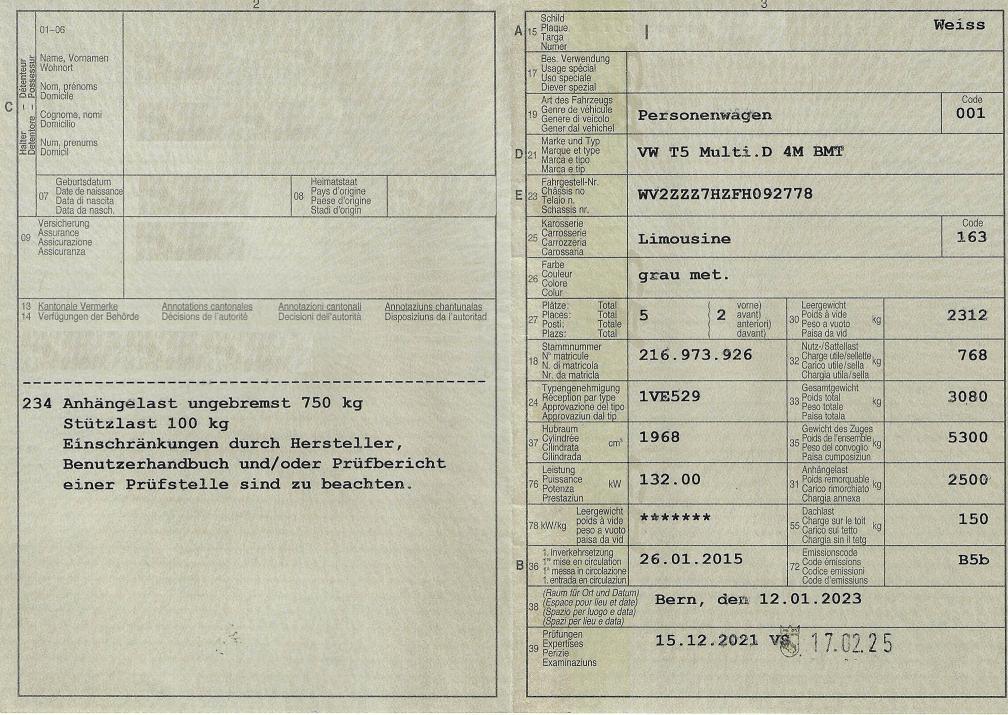 2
01–06
Name, Vornamen
Wohnort
Nom, prénoms
Domicile
Cognoma, nomi
Domicilio
Num, prenums
Domicil
C
Halter – Détenteur
Detentore – Possessur
07
Geburtsdatum
Date de naissance
Data di nascita
Data da nasch.
08
Heimatstaat
Pays d'origine
Paese d'origine
Stadi d'origin
09
Versicherung
Assurance
Assicurazione
Assicuranza
13 Kantonale Vermerke Annotations cantonales Annotazioni cantonali Annotaziuns chantunalas
14 Verfügungen der Behörde Décisions de l'autorité Decisioni dell'autorità Disposiziuns da l'autoritad
234 Anhängelast ungebremst 750 kg
Stützlast 100 kg
Einschränkungen durch Hersteller,
Benutzerhandbuch und/oder Prüfbericht
einer Prüfstelle sind zu beachten.
3
A 15
Schild
Plaque
Targa
Numer
Weiss
17
Bes. Verwendung
Usage spécial
Uso speciale
Diever spezial
19
Art des Fahrzeugs
Genre de véhicule
Genere di veicolo
Gener dal vehichel
Personenwagen
Code
001
D 21
Marke und Typ
Marque et type
Marca e tipo
Marca e tip
VW T5 Multi.D 4M BMT
E 23
Fahrgestell-Nr.
Châssis no
Telaio n.
Schassis nr.
WV2ZZZ7HZFH092778
25
Karosserie
Carrosserie
Carrozzeria
Carossaria
Limousine
Code
163
26
Farbe
Couleur
Colore
Colur
grau met.
27
Plätze: Total
Places: Total
Posti: Totale
Plazs: Total
5
2
vorne)
avant)
anteriori)
davant)
30
Leergewicht
Poids à vide
Peso a vuoto
Paisa da vid
kg
2312
18
Stammnummer
N° matricule
N. di matricola
Nr. da matricla
216.973.926
32
Nutz-/Sattellast
Charge utile/sellette
Carico utile/sella
Chargia utila/sella
kg
768
24
Typengenehmigung
Réception par type
Approvazione del tipo
Approvaziun dal tip
1VE529
33
Gesamtgewicht
Poids total
Peso totale
Paisa totala
kg
3080
37
Hubraum
Cylindrée
Cilindrata
Cilindrada
cm³
1968
35
Gewicht des Zuges
Poids de l'ensemble
Peso del convoglio
Paisa cumposiziun
kg
5300
76
Leistung
Puissance
Potenza
Prestaziun
kW
132.00
31
Anhängelast
Poids remorquable
Carico rimorchiato
Chargia annexa
kg
2500
78 kW/kg
Leergewicht
poids à vide
peso a vuoto
paisa da vid
*******
55
Dachlast
Charge sur le toit
Carico sul tetto
Chargia sin il tetg
kg
150
B 36
1. Inverkehrsetzung
1re mise en circulation
1a messa in circolazione
1. entrada en circulaziun
26.01.2015
72
Emissionscode
Code émissions
Codice emissioni
Code d'emissiuns
B5b
38
(Raum für Ort und Datum)
(Espace pour lieu et date)
(Spazio per luogo e data)
(Spazi per lieu e data)
Bern, den 12.01.2023
39
Prüfungen
Expertises
Perizie
Examinaziuns
15.12.2021 VS 17.02.25